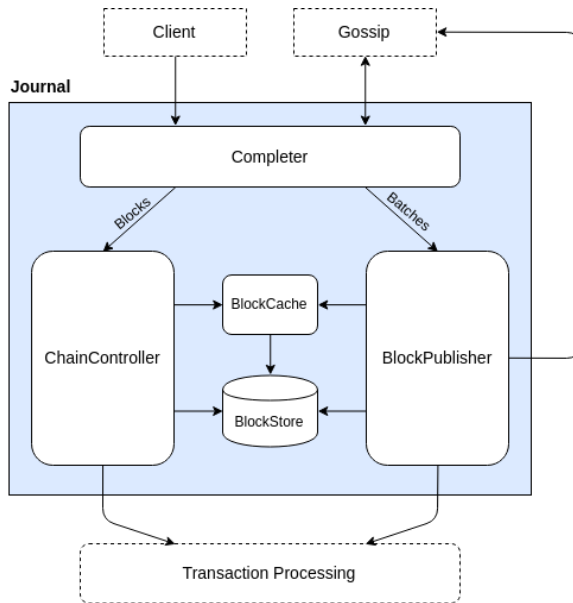 Client
Gossip
Journal
Completer
Blocks
Batches
BlockCache
ChainController
BlockPublisher
BlockStore
Transaction Processing